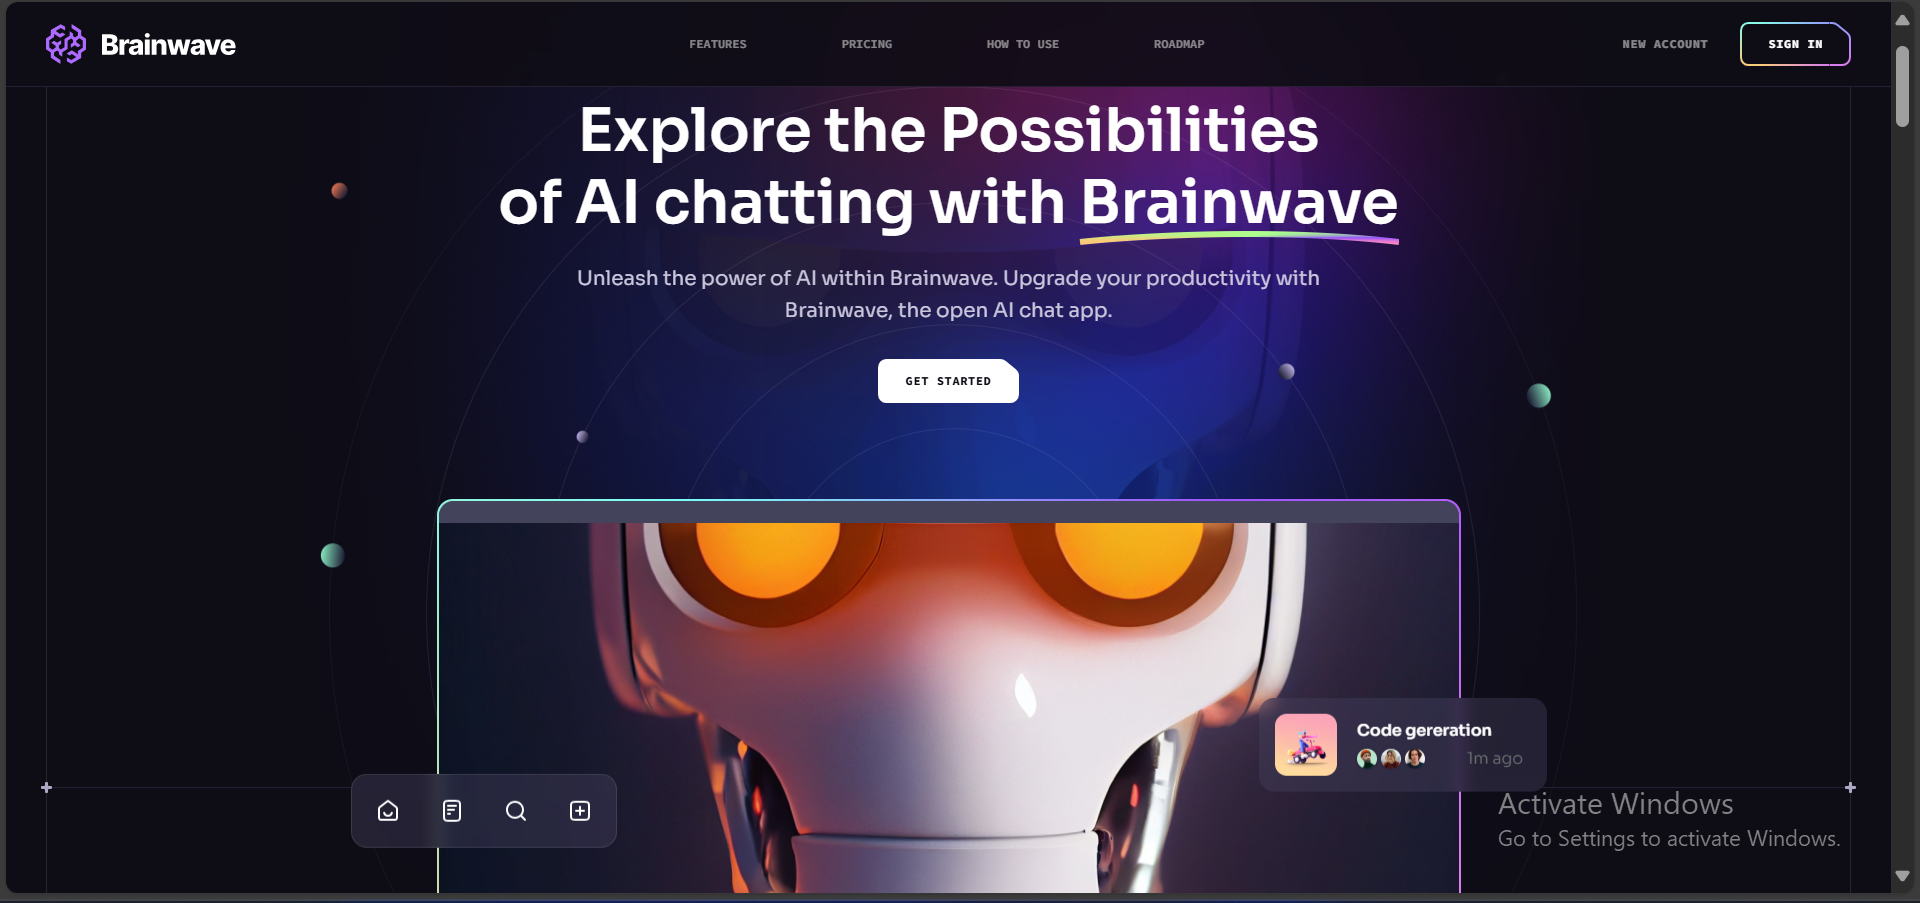 Brainwave
FEATURES
PRICING
HOW TO USE
ROADMAP
NEW ACCOUNT
SIGN IN
Explore the Possibilities
of AI chatting with Brainwave
Unleash the power of AI within Brainwave. Upgrade your productivity with
Brainwave, the open AI chat app.
GET STARTED
Code gereration
1m ago
Activate Windows
Go to Settings to activate Windows.